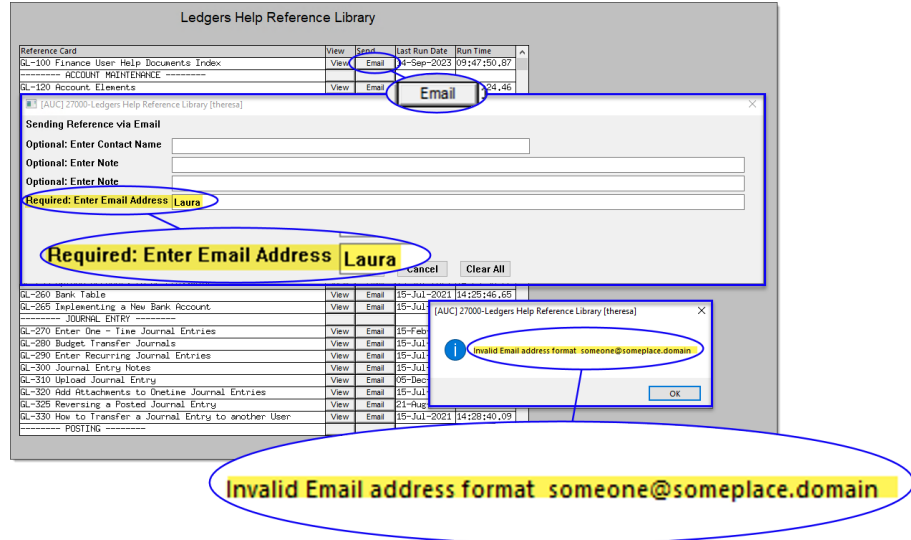 Ledgers Help Reference Library
Reference Card View Send Last Run Date Run Time
GL-100 Finance User Help Documents Index View Email 14-Sep-2023 09:47:50.87
-------- ACCOUNT MAINTENANCE --------
GL-120 Account Elements View Email 24.46
Email
[AUC] 27000-Ledgers Help Reference Library [theresa]
Sending Reference via Email
Optional: Enter Contact Name
Optional: Enter Note
Optional: Enter Note
Required: Enter Email Address Laura
Required: Enter Email Address Laura
Cancel Clear All
GL-260 Bank Table View Email 15-Jul-2021 14:25:46.65
GL-265 Implementing a New Bank Account View Email 15-Jul-
-------- JOURNAL ENTRY --------
GL-270 Enter One - Time Journal Entries View Email 15-Feb-
GL-280 Budget Transfer Journals View Email 15-Jul-
GL-290 Enter Recurring Journal Entries View Email 15-Jul-
GL-300 Journal Entry Notes View Email 15-Jul-
GL-310 Upload Journal Entry View Email 05-Dec-
GL-320 Add Attachments to Onetime Journal Entries View Email 15-Jul-
GL-325 Reversing a Posted Journal Entry View Email 21-Aug-
GL-330 How to Transfer a Journal Entry to another User View Email 15-Jul-2021 14:28:40.09
-------- POSTING --------
[AUC] 27000-Ledgers Help Reference Library [theresa]
Invalid Email address format someone@someplace.domain
OK
Invalid Email address format someone@someplace.domain